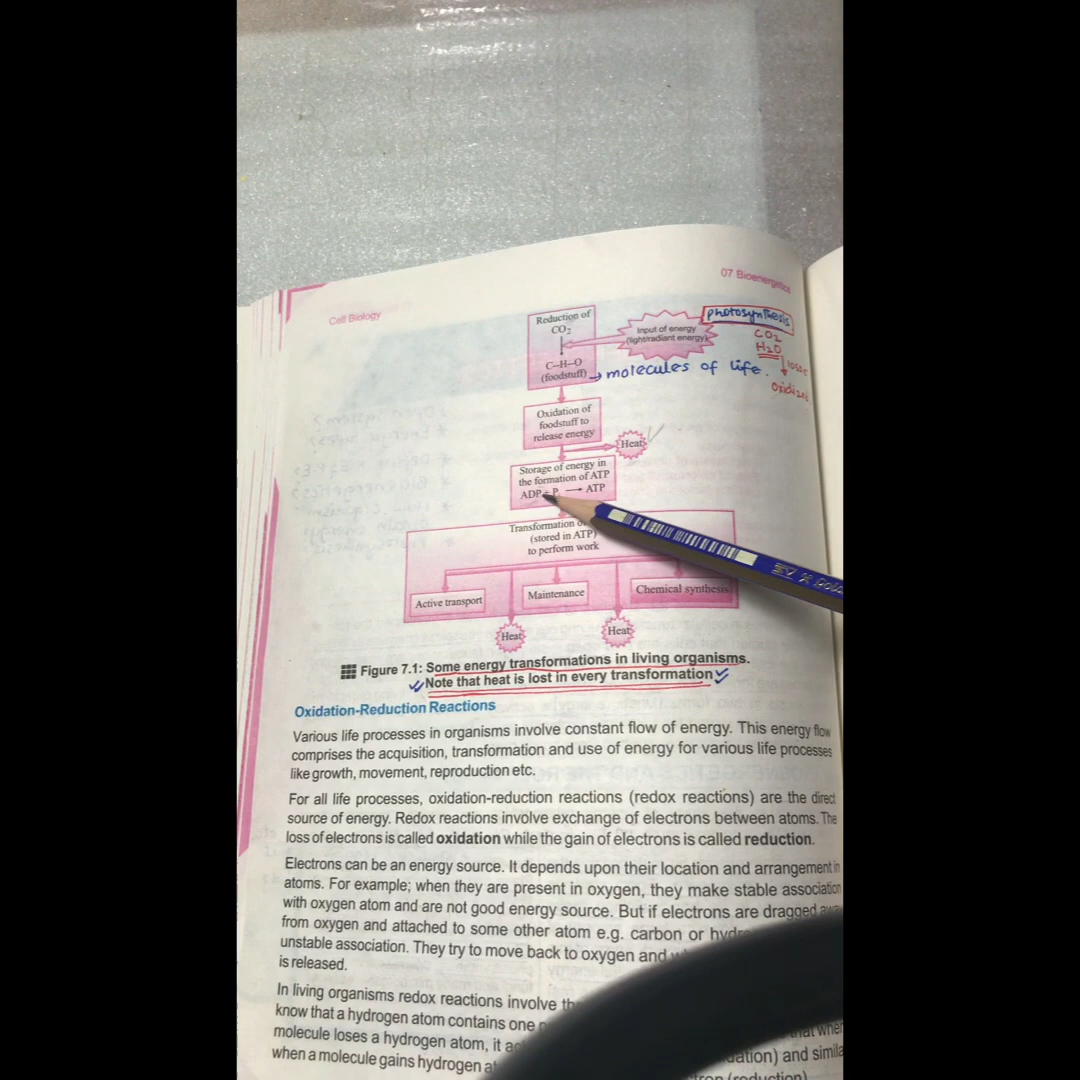 07 Bioenergetics
Cell Biology
Reduction of
CO2
C–H–O
(foodstuff)
Input of energy
(light/radiant energy)
photosynthesis
CO2
H2O
Oxidize
→ molecules of life.
Oxidation of
foodstuff to
release energy
Heat
Storage of energy in
the formation of ATP
ADP + P → ATP
Transformation
(stored in ATP)
to perform work
Active transport
Maintenance
Chemical synthesis
Heat
Heat
Figure 7.1: Some energy transformations in living organisms.
Note that heat is lost in every transformation
Oxidation-Reduction Reactions
Various life processes in organisms involve constant flow of energy. This energy flow
comprises the acquisition, transformation and use of energy for various life processes
like growth, movement, reproduction etc.
For all life processes, oxidation-reduction reactions (redox reactions) are the direct
source of energy. Redox reactions involve exchange of electrons between atoms. The
loss of electrons is called oxidation while the gain of electrons is called reduction.
Electrons can be an energy source. It depends upon their location and arrangement in
atoms. For example; when they are present in oxygen, they make stable association
with oxygen atom and are not good energy source. But if electrons are dragged away
from oxygen and attached to some other atom e.g. carbon or
unstable association. They try to move back to oxygen and
is released.
In living organisms redox reactions involve
know that a hydrogen atom contains one
molecule loses a hydrogen atom, it
when a molecule gains hydrogen
that when
and
(reduction)